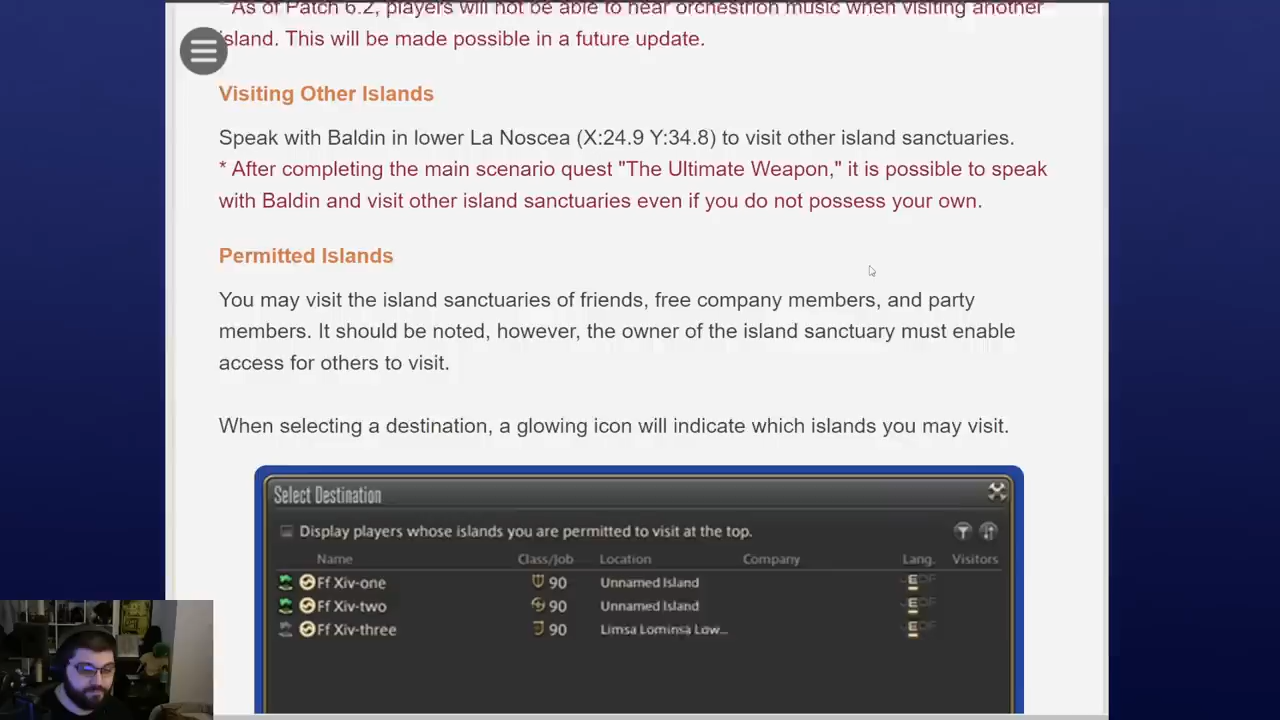 * As of Patch 6.2, players will not be able to hear orchestrion music when visiting another
island. This will be made possible in a future update.
Visiting Other Islands
Speak with Baldin in lower La Noscea (X:24.9 Y:34.8) to visit other island sanctuaries.
* After completing the main scenario quest "The Ultimate Weapon," it is possible to speak
with Baldin and visit other island sanctuaries even if you do not possess your own.
Permitted Islands
You may visit the island sanctuaries of friends, free company members, and party
members. It should be noted, however, the owner of the island sanctuary must enable
access for others to visit.
When selecting a destination, a glowing icon will indicate which islands you may visit.
Select Destination
Display players whose islands you are permitted to visit at the top.
Name Class/Job Location Company Lang. Visitors
Ff Xiv-one 90 Unnamed Island E
Ff Xiv-two 90 Unnamed Island E
Ff Xiv-three 90 Limsa Lominsa Low... E